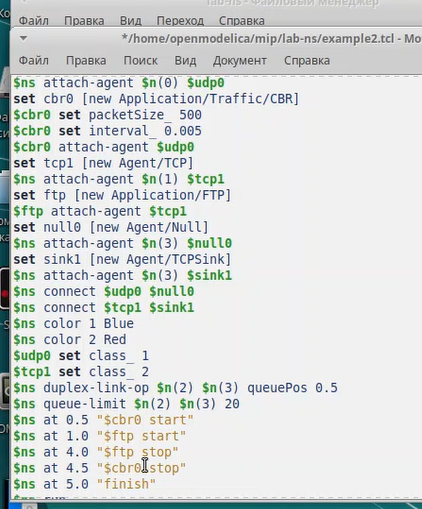 lab-ns - Файловый менеджер
Файл Правка Вид Переход Справка
*/home/openmodelica/mip/lab-ns/example2.tcl - Mo
Файл Правка Поиск Вид Документ Справка
$ns attach-agent $n(0) $udp0
set cbr0 [new Application/Traffic/CBR]
$cbr0 set packetSize_ 500
$cbr0 set interval_ 0.005
$cbr0 attach-agent $udp0
set tcp1 [new Agent/TCP]
$ns attach-agent $n(1) $tcp1
set ftp [new Application/FTP]
$ftp attach-agent $tcp1
set null0 [new Agent/Null]
$ns attach-agent $n(3) $null0
set sink1 [new Agent/TCPSink]
$ns attach-agent $n(3) $sink1
$ns connect $udp0 $null0
$ns connect $tcp1 $sink1
$ns color 1 Blue
$ns color 2 Red
$udp0 set class_ 1
$tcp1 set class_ 2
$ns duplex-link-op $n(2) $n(3) queuePos 0.5
$ns queue-limit $n(2) $n(3) 20
$ns at 0.5 "$cbr0 start"
$ns at 1.0 "$ftp start"
$ns at 4.0 "$ftp stop"
$ns at 4.5 "$cbr0 stop"
$ns at 5.0 "finish"
$ns run